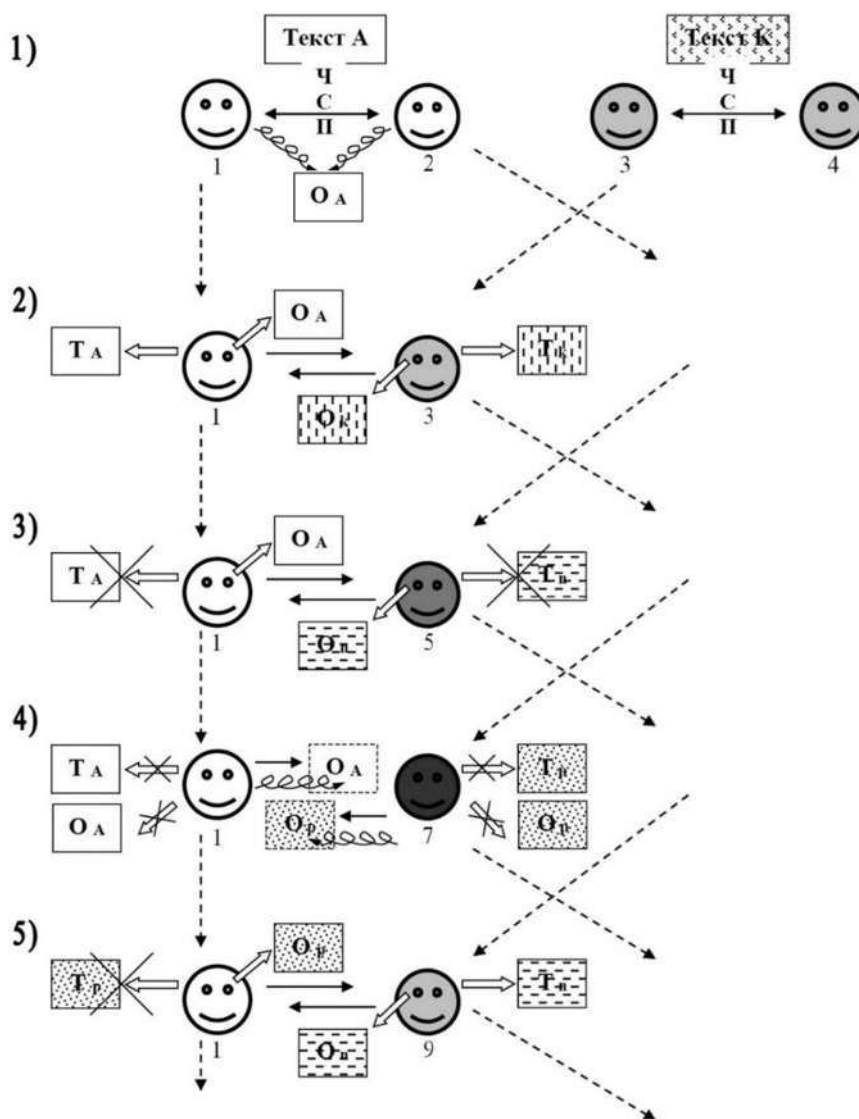 1)
Текст А
Текст К
Ч
С
П
Ч
С
П
1
2
3
4
О А
2)
Т А
О А
Т k
О k
1
3
3)
Т А
О А
Т n
О n
1
5
4)
Т А
О А
Т р
О А
О р
О р
1
7
5)
Т р
О р
Т n
О n
1
9